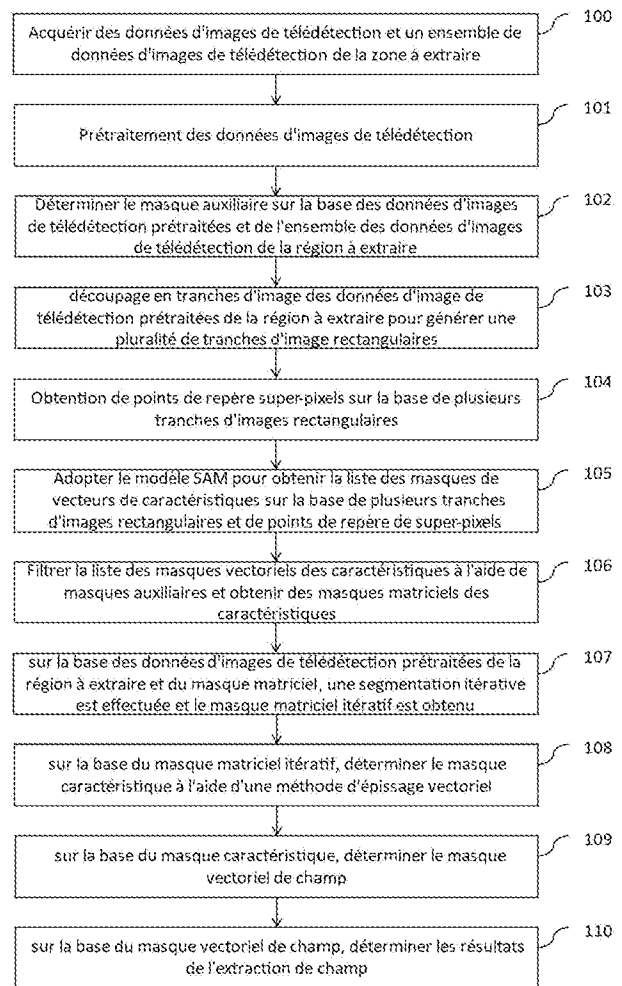 100
Acquérir des données d'images de télédétection et un ensemble de
données d'images de télédétection de la zone à extraire
101
Prétraitement des données d'images de télédétection
102
Déterminer le masque auxiliaire sur la base des données d'images
de télédétection prétraitées et de l'ensemble des données d'images
de télédétection de la région à extraire
103
découpage en tranches d'image des données d'image de
télédétection prétraitées de la région à extraire pour générer une
pluralité de tranches d'image rectangulaires
104
Obtention de points de repère super-pixels sur la base de plusieurs
tranches d'images rectangulaires
105
Adopter le modèle SAM pour obtenir la liste des masques de
vecteurs de caractéristiques sur la base de plusieurs tranches
d'images rectangulaires et de points de repère de super-pixels
106
Filtrer la liste des masques vectoriels des caractéristiques à l'aide de
masques auxiliaires et obtenir des masques matriciels des
caractéristiques
107
sur la base des données d'images de télédétection prétraitées de la
région à extraire et du masque matriciel, une segmentation itérative
est effectuée et le masque matriciel itératif est obtenu
108
sur la base du masque matriciel itératif, déterminer le masque
caractéristique à l'aide d'une méthode d'épissage vectoriel
109
sur la base du masque caractéristique, déterminer le masque
vectoriel de champ
110
sur la base du masque vectoriel de champ, déterminer les résultats
de l'extraction de champ